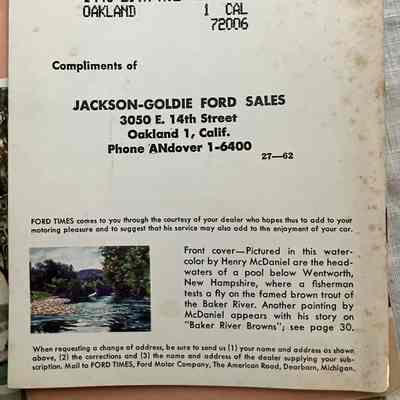 OAKLAND 1 CAL
72006
Compliments of
JACKSON-GOLDIE FORD SALES
3050 E. 14th Street
Oakland 1, Calif.
Phone ANdover 1-6400
27—62
FORD TIMES comes to you through the courtesy of your dealer who hopes thus to add to your
motoring pleasure and to suggest that his service may also add to the enjoyment of your car.
Front cover—Pictured in this water-
color by Henry McDaniel are the head-
waters of a pool below Wentworth,
New Hampshire, where a fisherman
tests a fly on the famed brown trout of
the Baker River. Another painting by
McDaniel appears with his story on
"Baker River Browns"; see page 30.
When requesting a change of address, be sure to send us (1) your name and address as shown
above, (2) the corrections and (3) the name and address of the dealer supplying your sub-
scription. Mail to FORD TIMES, Ford Motor Company, The American Road, Dearborn, Michigan.